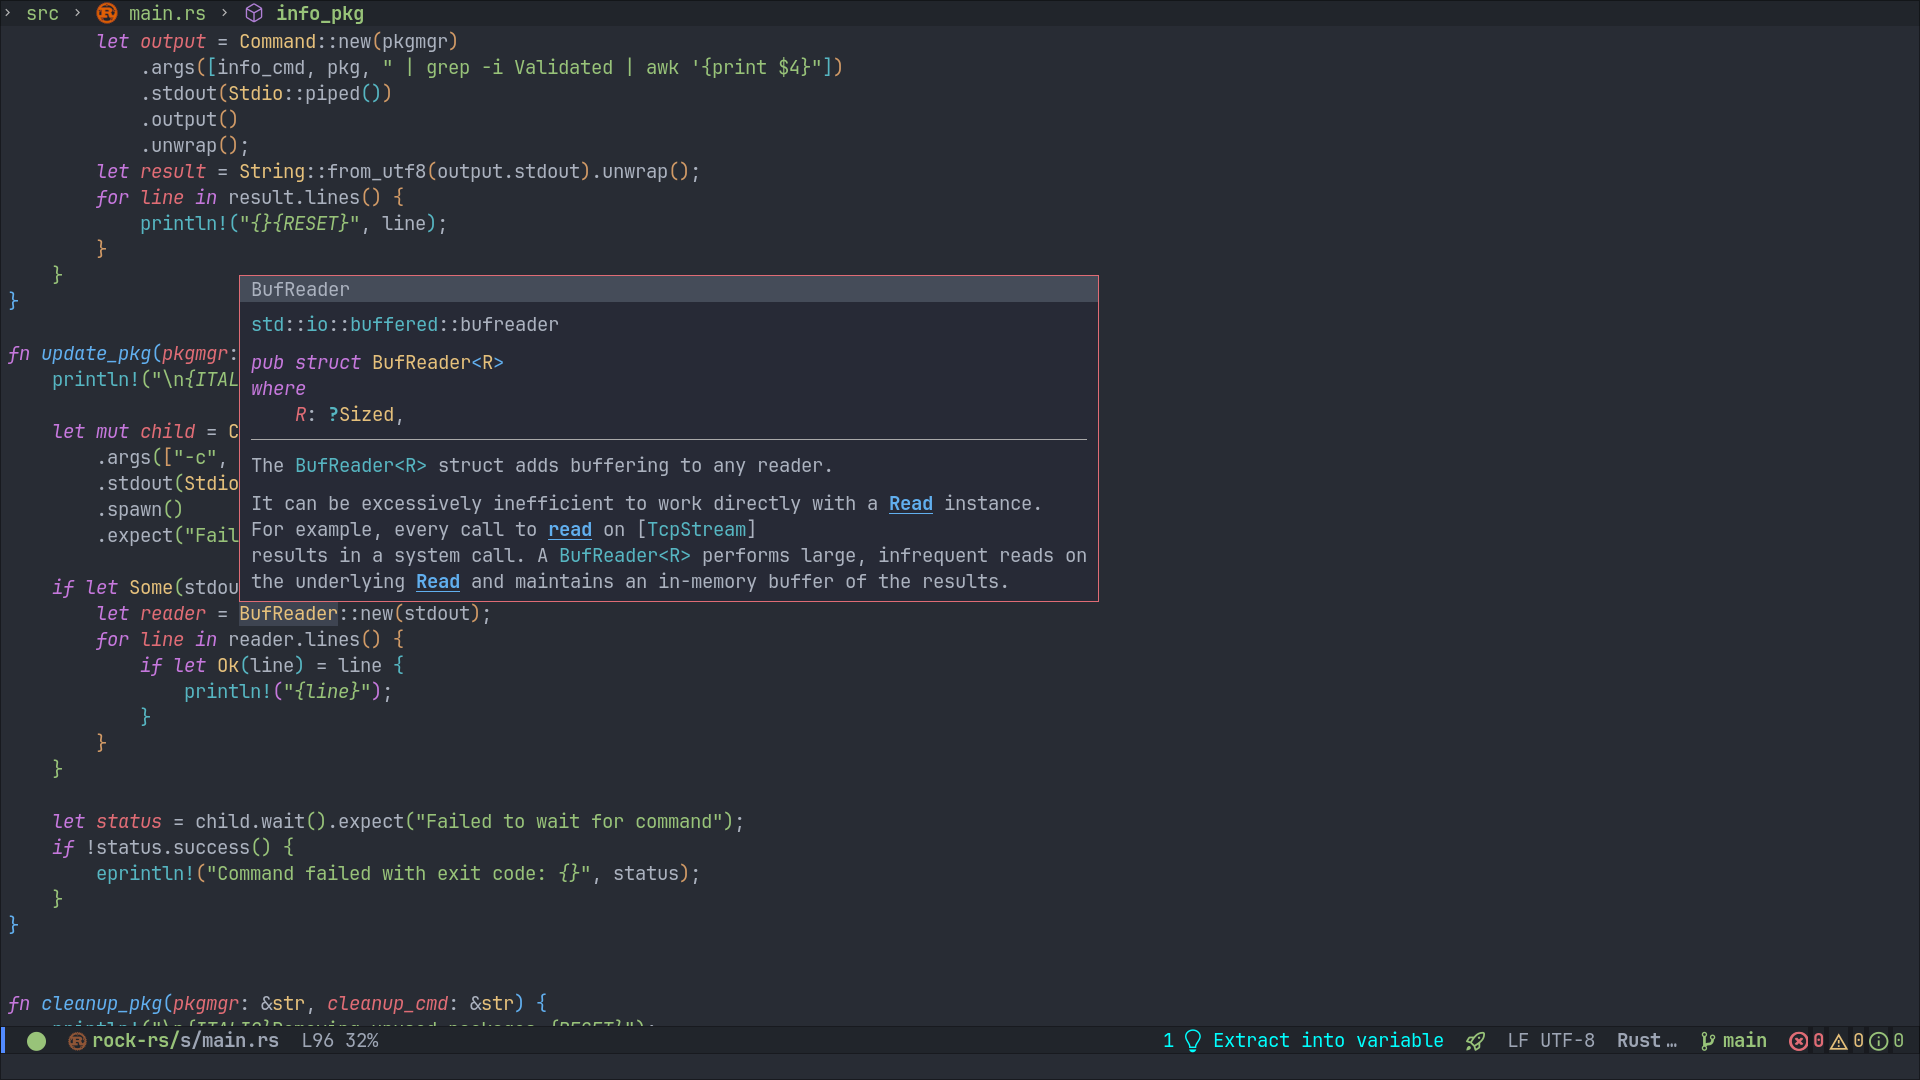 › src › main.rs › info_pkg
let output = Command::new(pkgmgr)
.args([info_cmd, pkg, " | grep -i Validated | awk '{print $4}"])
.stdout(Stdio::piped())
.output()
.unwrap();
let result = String::from_utf8(output.stdout).unwrap();
for line in result.lines() {
println!("{}{RESET}", line);
}
}
}
BufReader
std::io::buffered::bufreader
pub struct BufReader<R>
where
R: ?Sized,
The BufReader<R> struct adds buffering to any reader.
It can be excessively inefficient to work directly with a Read instance.
For example, every call to read on [TcpStream]
results in a system call. A BufReader<R> performs large, infrequent reads on
the underlying Read and maintains an in-memory buffer of the results.
fn update_pkg(pkgmgr:
println!("\n{ITAL
let mut child = C
.args(["-c",
.stdout(Stdio
.spawn()
.expect("Fail
if let Some(stdou
let reader = BufReader::new(stdout);
for line in reader.lines() {
if let Ok(line) = line {
println!("{line}");
}
}
}
let status = child.wait().expect("Failed to wait for command");
if !status.success() {
eprintln!("Command failed with exit code: {}", status);
}
}
fn cleanup_pkg(pkgmgr: &str, cleanup_cmd: &str) {
println!("\n{ITALIC}Removing unused packages {RESET}");
rock-rs/s/main.rs L96 32% 1 Extract into variable LF UTF-8 Rust… main 0 0 0